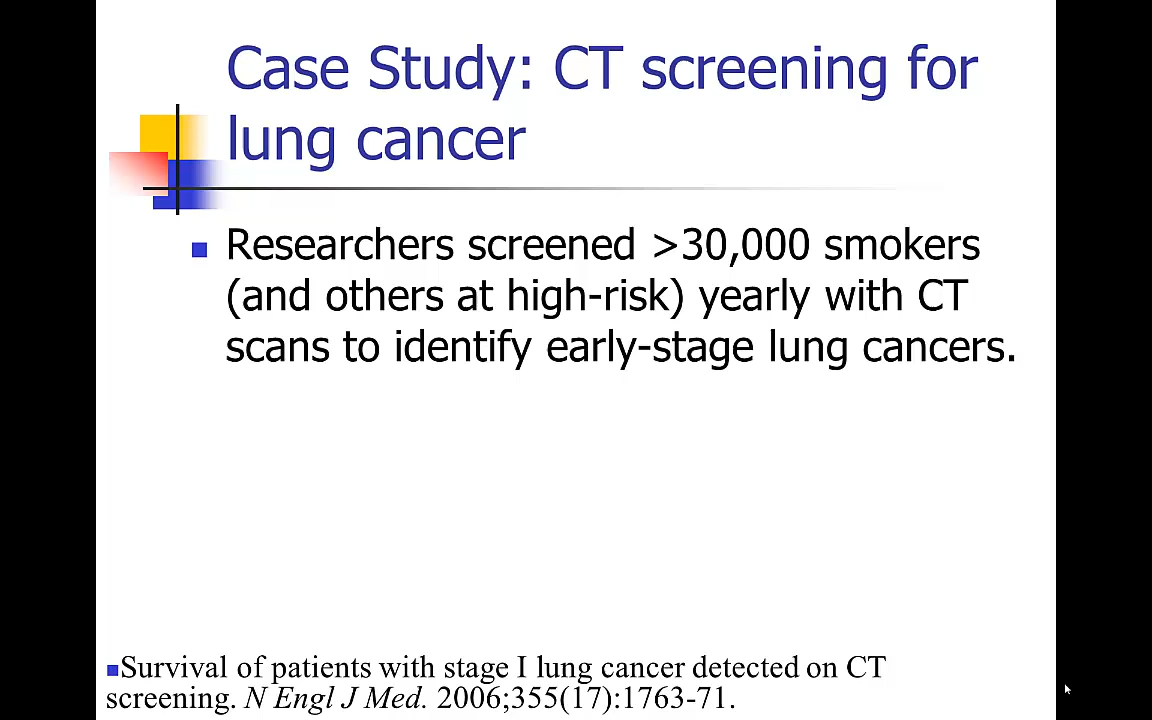 Case Study: CT screening for
lung cancer
Researchers screened >30,000 smokers
(and others at high-risk) yearly with CT
scans to identify early-stage lung cancers.
Survival of patients with stage I lung cancer detected on CT
screening. N Engl J Med. 2006;355(17):1763-71.